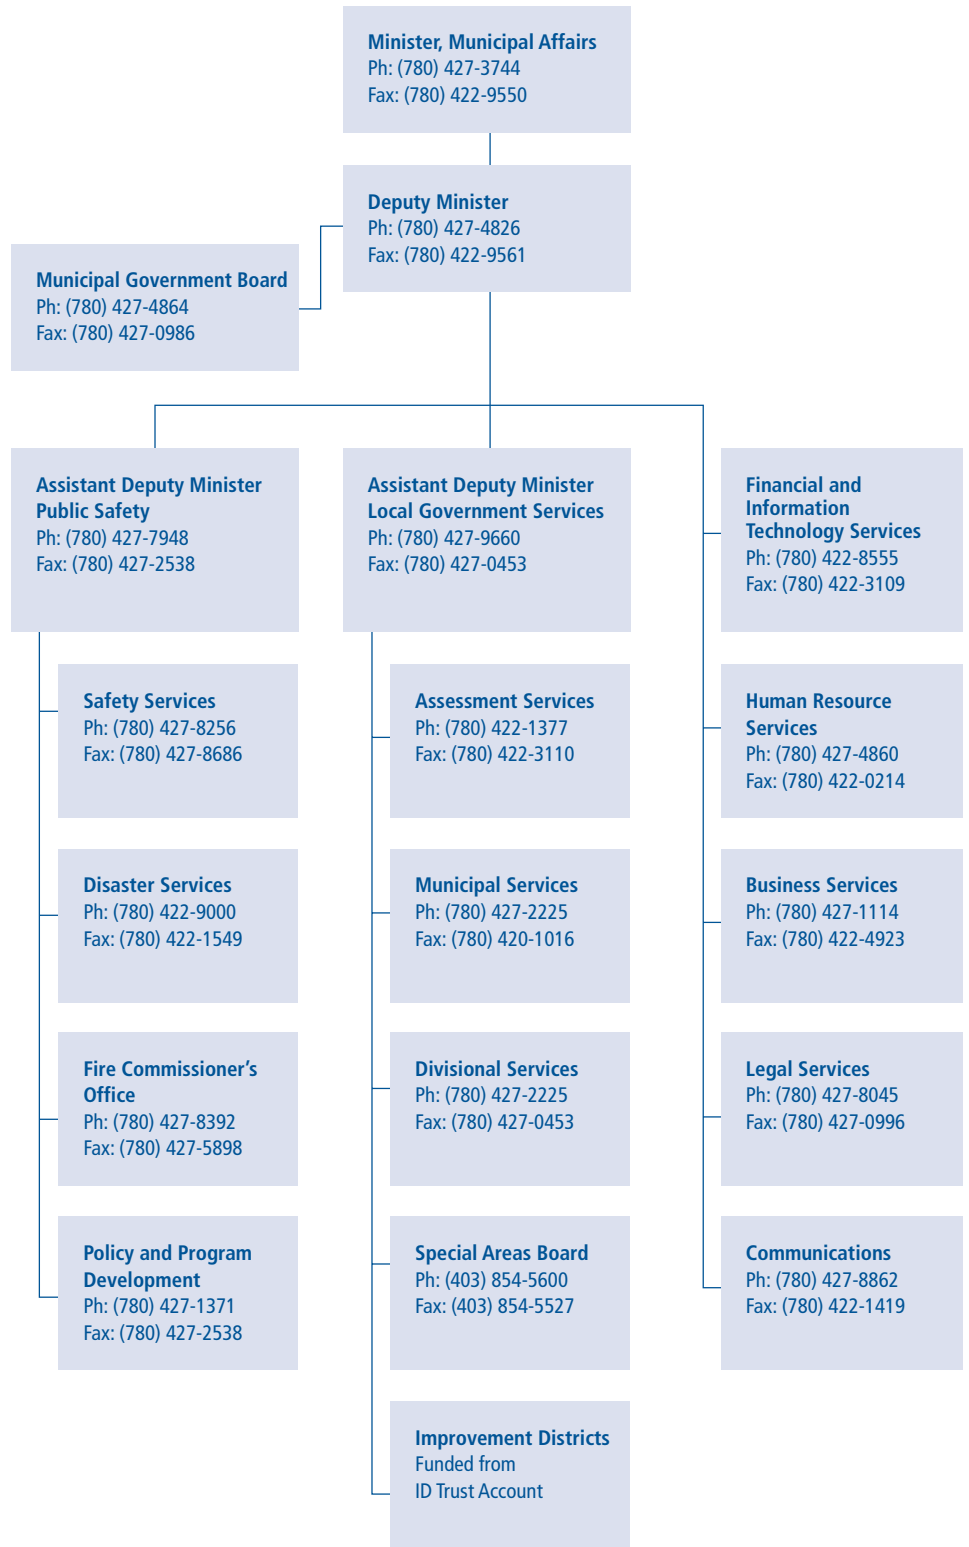 Minister, Municipal Affairs
Ph: (780) 427-3744
Fax: (780) 422-9550
Deputy Minister
Ph: (780) 427-4826
Fax: (780) 422-9561
Municipal Government Board
Ph: (780) 427-4864
Fax: (780) 427-0986
Assistant Deputy Minister
Public Safety
Ph: (780) 427-7948
Fax: (780) 427-2538
Safety Services
Ph: (780) 427-8256
Fax: (780) 427-8686
Disaster Services
Ph: (780) 422-9000
Fax: (780) 422-1549
Fire Commissioner’s
Office
Ph: (780) 427-8392
Fax: (780) 427-5898
Policy and Program
Development
Ph: (780) 427-1371
Fax: (780) 427-2538
Assistant Deputy Minister
Local Government Services
Ph: (780) 427-9660
Fax: (780) 427-0453
Assessment Services
Ph: (780) 422-1377
Fax: (780) 422-3110
Municipal Services
Ph: (780) 427-2225
Fax: (780) 420-1016
Divisional Services
Ph: (780) 427-2225
Fax: (780) 427-0453
Special Areas Board
Ph: (403) 854-5600
Fax: (403) 854-5527
Improvement Districts
Funded from
ID Trust Account
Financial and
Information
Technology Services
Ph: (780) 422-8555
Fax: (780) 422-3109
Human Resource
Services
Ph: (780) 427-4860
Fax: (780) 422-0214
Business Services
Ph: (780) 427-1114
Fax: (780) 422-4923
Legal Services
Ph: (780) 427-8045
Fax: (780) 427-0996
Communications
Ph: (780) 427-8862
Fax: (780) 422-1419